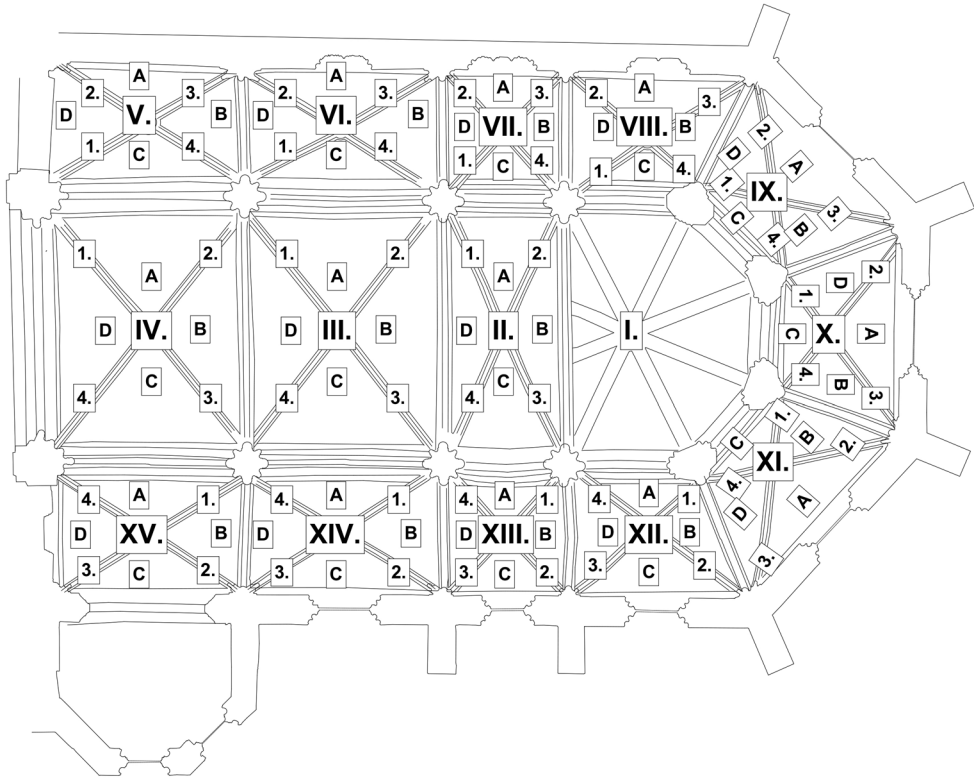 A A A A
2. 3. 2. 3. 2. 3. 2. 3.
D V. B D VI. B D VII. B D VIII. B
1. C 4. 1. C 4. 1. C 4. 1. C 4.
2.
D A
1. IX.
C B 3.
4.
1. 2. 1. 2. 1. 2.
A A A
D IV. B D III. B D II. B I.
C C C
4. 3. 4. 3. 4. 3.
1. D 2.
C X. A
4. B 3.
1.
C B 2.
XI.
4. D A
3.
4. A 1. 4. A 1. 4. A 1. 4. A 1.
D XV. B D XIV. B D XIII. B D XII. B
3. C 2. 3. C 2. 3. C 2. 3. C 2.